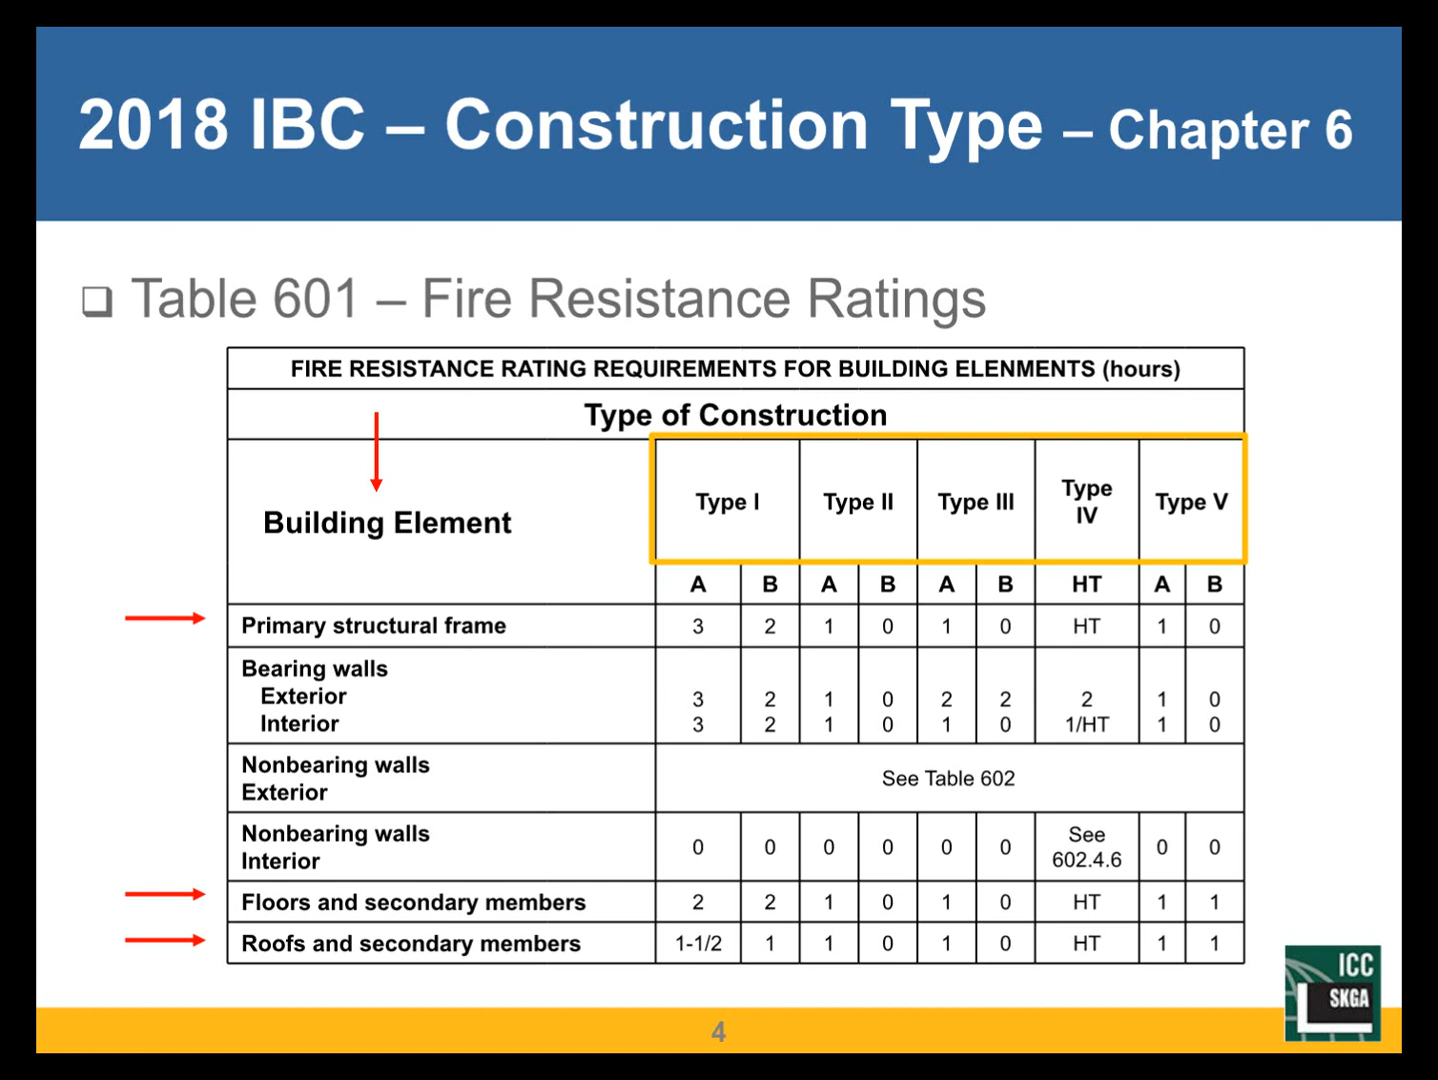 2018 IBC – Construction Type – Chapter 6
❑ Table 601 – Fire Resistance Ratings
FIRE RESISTANCE RATING REQUIREMENTS FOR BUILDING ELENMENTS (hours)
Type of Construction
Building Element Type I Type II Type III Type IV Type V
A B A B A B HT A B
Primary structural frame 3 2 1 0 1 0 HT 1 0
Bearing walls
Exterior 3 2 1 0 2 2 2 1 0
Interior 3 2 1 0 1 0 1/HT 1 0
Nonbearing walls
Exterior See Table 602
Nonbearing walls
Interior 0 0 0 0 0 0 See 602.4.6 0 0
Floors and secondary members 2 2 1 0 1 0 HT 1 1
Roofs and secondary members 1-1/2 1 1 0 1 0 HT 1 1
ICC
SKGA
4